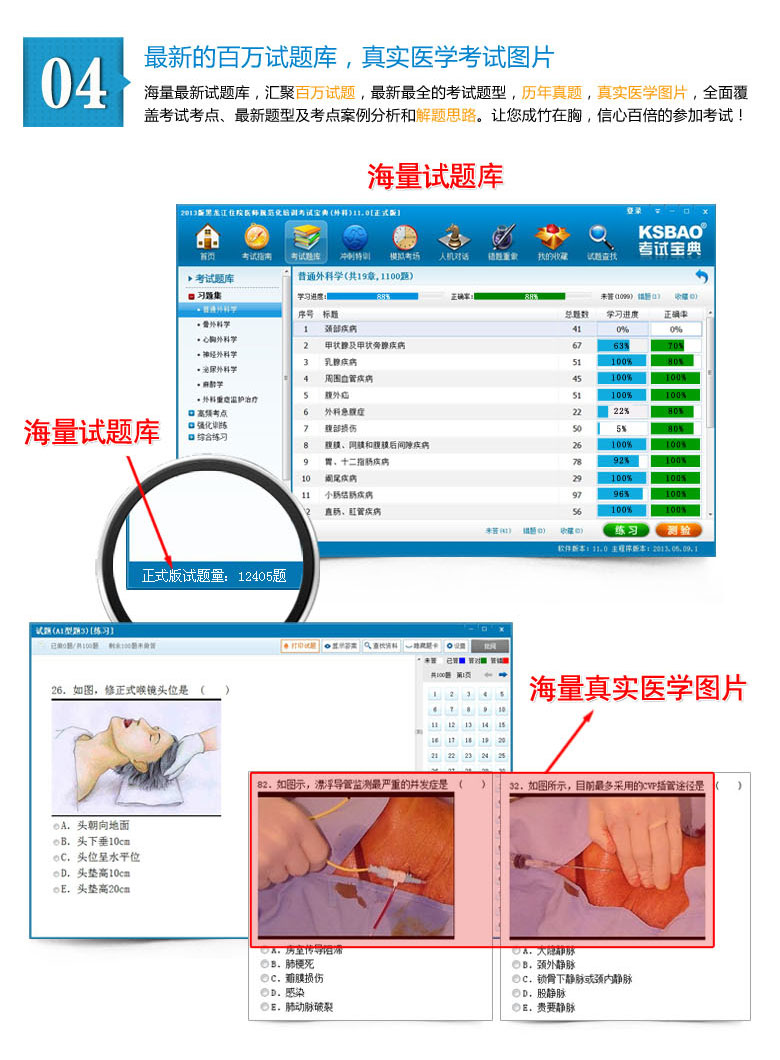 04
最新的百万试题库，真实医学考试图片
海量最新试题库，汇聚百万试题，最新最全的考试题型，历年真题，真实医学图片，全面覆
盖考试考点、最新题型及考点案例分析和解题思路。让您成竹在胸，信心百倍的参加考试！
海量试题库
2013版黑龙江住院医师规范化培训考试宝典(外科)11.0[正式版]
登录
首页 考试指南 考试题库 冲刺特训 模拟考场 人机对话 错题重做 我的收藏 试题查找
KSBAO®
考试宝典
考试题库
习题集
普通外科学
骨外科学
心胸外科学
神经外科学
泌尿外科学
麻醉学
外科重症监护治疗
高频考点
强化训练
综合练习
普通外科学(共19章,1100题)
学习进度: 88% 正确率: 88% 未答(1099) 错题(1) 收藏(0)
序号 标题 总题数 学习进度 正确率
1 颈部疾病 41 0% 0%
2 甲状腺及甲状旁腺疾病 67 63% 70%
3 乳腺疾病 51 100% 80%
4 周围血管疾病 45 100% 100%
5 腹外疝 51 100% 100%
6 外科急腹症 22 22% 80%
7 腹部损伤 50 5% 80%
8 腹膜、网膜和腹膜后间隙疾病 26 100% 100%
9 胃、十二指肠疾病 78 92% 100%
10 阑尾疾病 29 100% 100%
11 小肠结肠疾病 97 96% 100%
12 直肠、肛管疾病 56 100% 100%
未答(41) 错题(0) 收藏(0) 练习 测验
软件版本: 11.0 主程序版本: 2013.05.09.1
海量试题库
正式版试题量: 12405题
试题(A1型题3)[练习]
已做0题/共100题 剩余100题未做答
打印试题 显示答案 查找资料 隐藏题卡 设置
未答 已答 答对 答错
共100题 第1页
1 2 3 4 5
6 7 8 9 10
11 12 13 14 15
16 17 18 19 20
21 22 23 24 25
26．如图，修正式喉镜头位是 （ ）
A．头朝向地面
B．头下垂10cm
C．头位呈水平位
D．头垫高10cm
E．头垫高20cm
海量真实医学图片
82．如图示，漂浮导管监测最严重的并发症是 （ ）
A．房室传导阻滞
B．肺梗死
C．瓣膜损伤
D．感染
E．肺动脉破裂
32．如图所示，目前最多采用的CVP插管途径是 （ ）
A．大隐静脉
B．颈外静脉
C．锁骨下静脉或颈内静脉
D．股静脉
E．贵要静脉